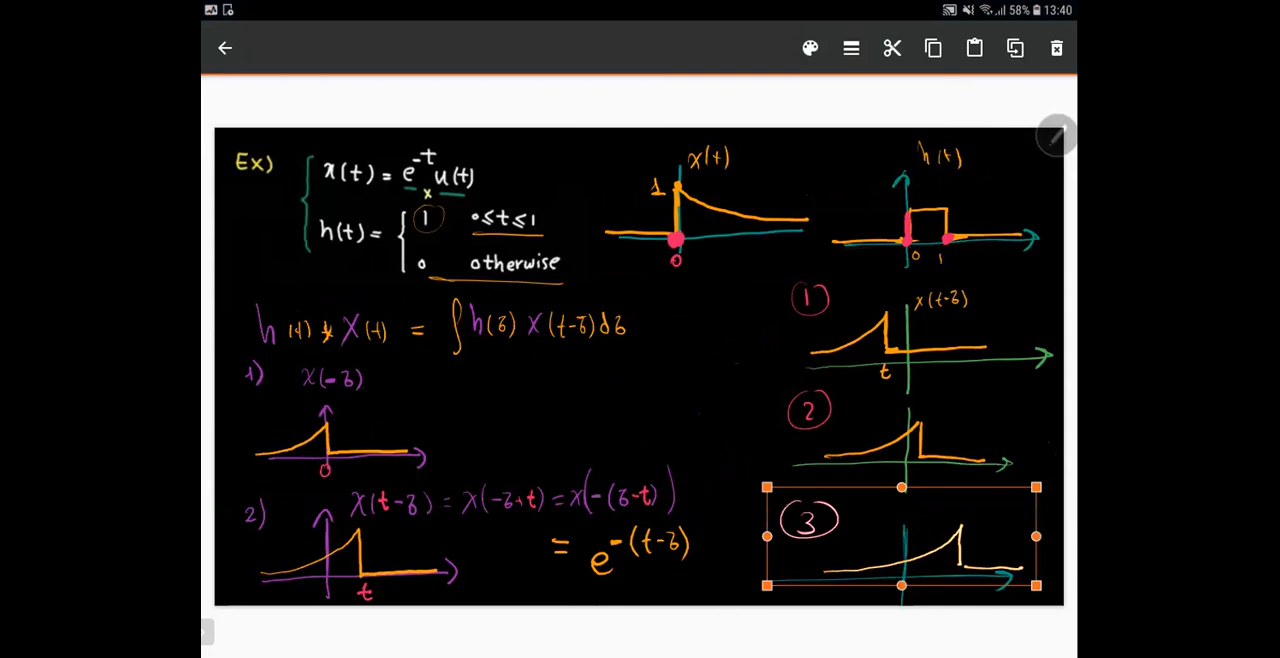 58% 13:40
Ex)
x(t) = e^-t u(t)
x
h(t) = { 1 0≤t≤1
0 otherwise
x(t)
1
0
h(t)
0 1
h(t) * x(t) = ∫ h(ζ) x(t-ζ)dζ
1) x(-ζ)
0
2) x(t-ζ) = x(-ζ+t) = x(-(ζ-t))
= e^-(t-ζ)
t
1 x(t-ζ)
t
2
3